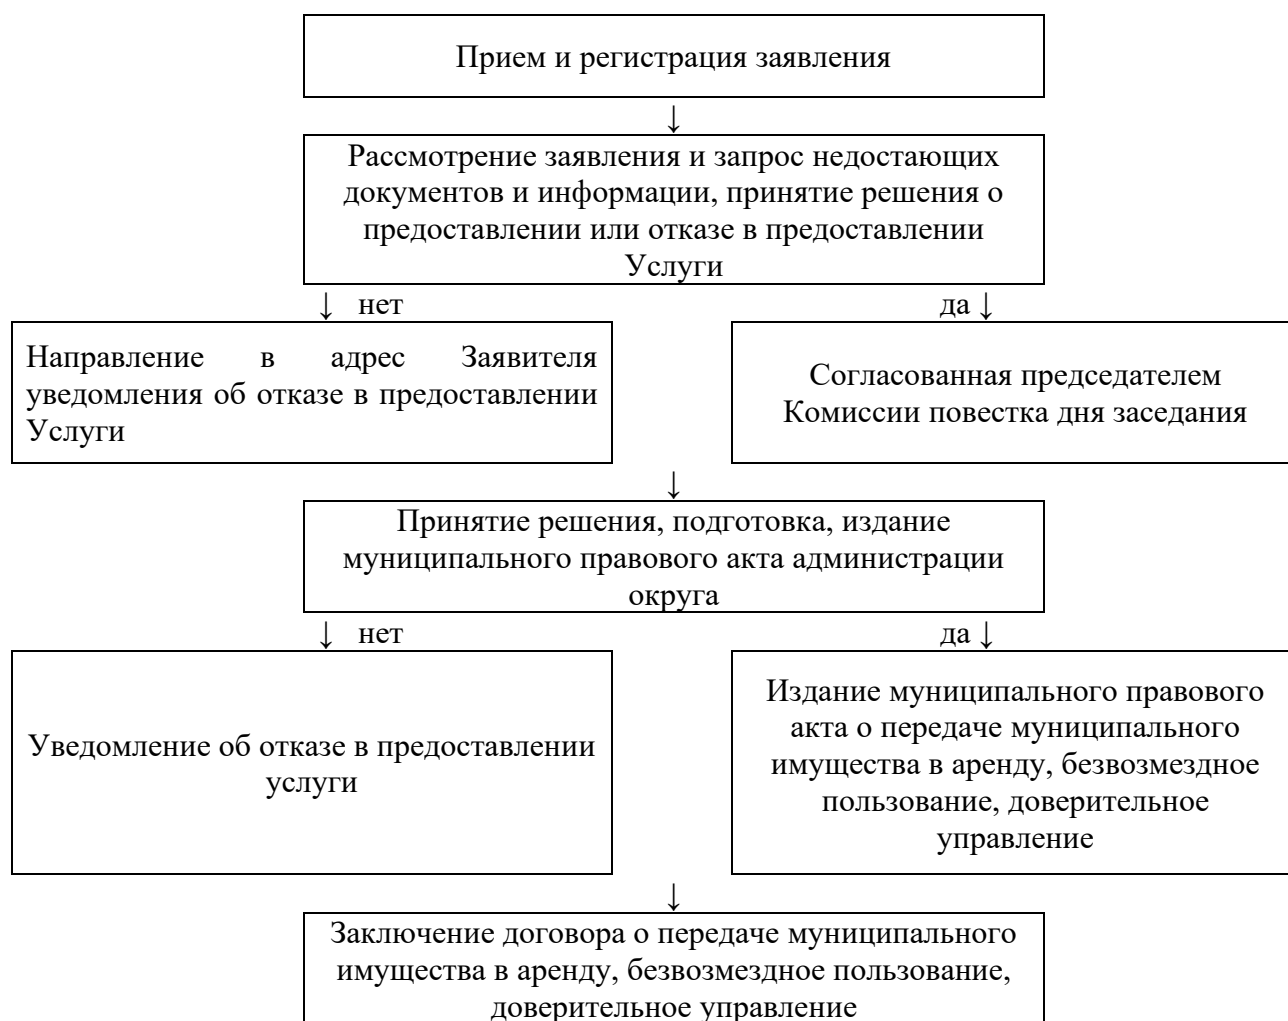 Прием и регистрация заявления
↓
Рассмотрение заявления и запрос недостающих
документов и информации, принятие решения о
предоставлении или отказе в предоставлении
Услуги
↓ нет
да ↓
Направление в адрес Заявителя
уведомления об отказе в предоставлении
Услуги
Согласованная председателем
Комиссии повестка дня заседания
↓
Принятие решения, подготовка, издание
муниципального правового акта администрации
округа
↓ нет
да ↓
Уведомление об отказе в предоставлении
услуги
Издание муниципального правового
акта о передаче муниципального
имущества в аренду, безвозмездное
пользование, доверительное
управление
↓
Заключение договора о передаче муниципального
имущества в аренду, безвозмездное пользование,
доверительное управление